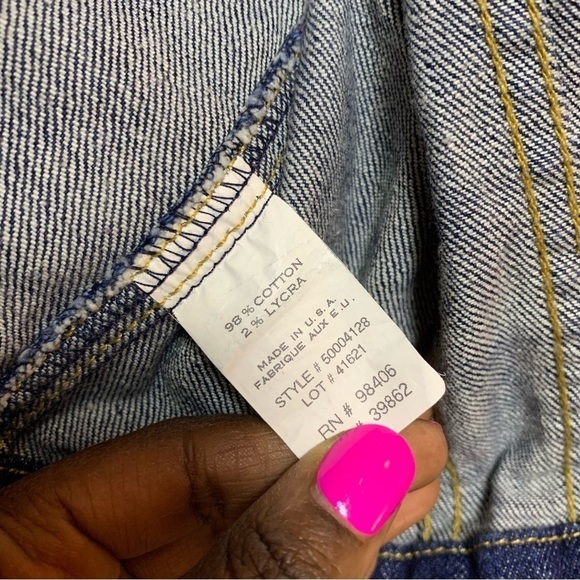 98% COTTON
2% LYCRA
MADE IN U.S.A.
FABRIQUE AUX E.U.
STYLE # 50004128
LOT # 41621
RN # 98406
# 39862